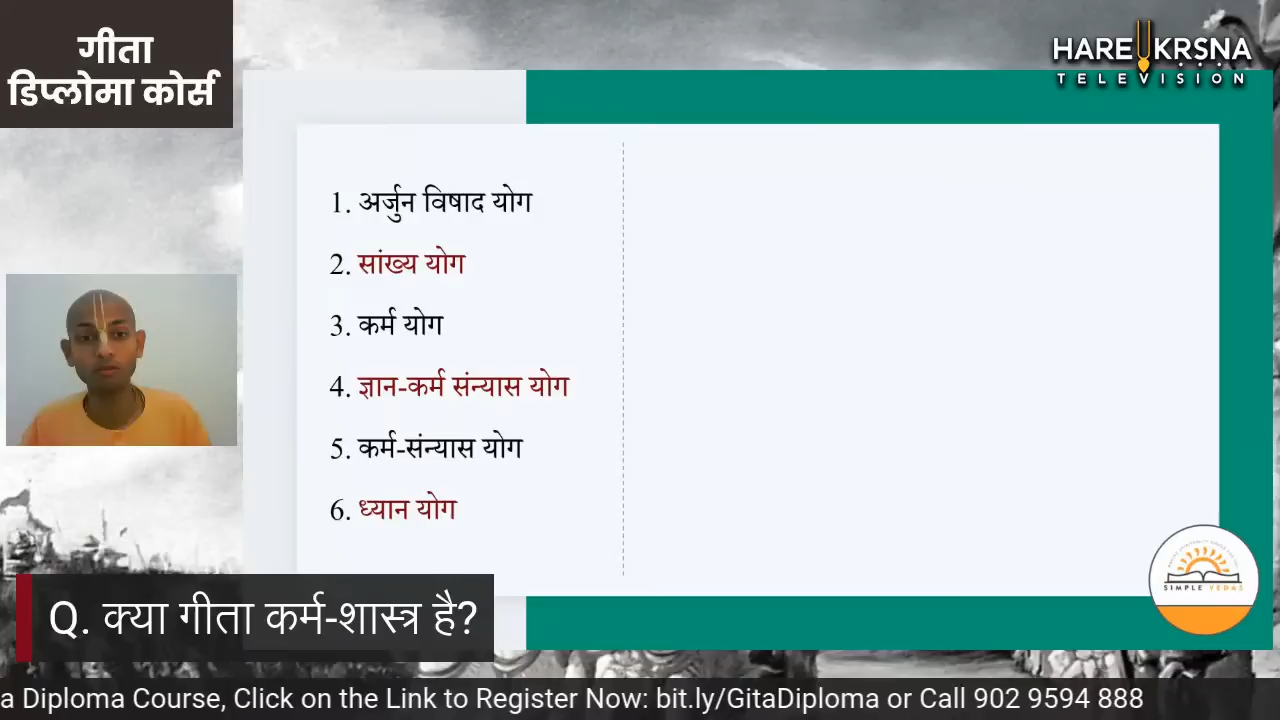 गीता
डिप्लोमा कोर्स
HARE KRSNA
TELEVISION
1. अर्जुन विषाद योग
2. सांख्य योग
3. कर्म योग
4. ज्ञान-कर्म संन्यास योग
5. कर्म-संन्यास योग
6. ध्यान योग
SIMPLE VEDAS
Q. क्या गीता कर्म-शास्त्र है?
a Diploma Course, Click on the Link to Register Now: bit.ly/GitaDiploma or Call 902 9594 888